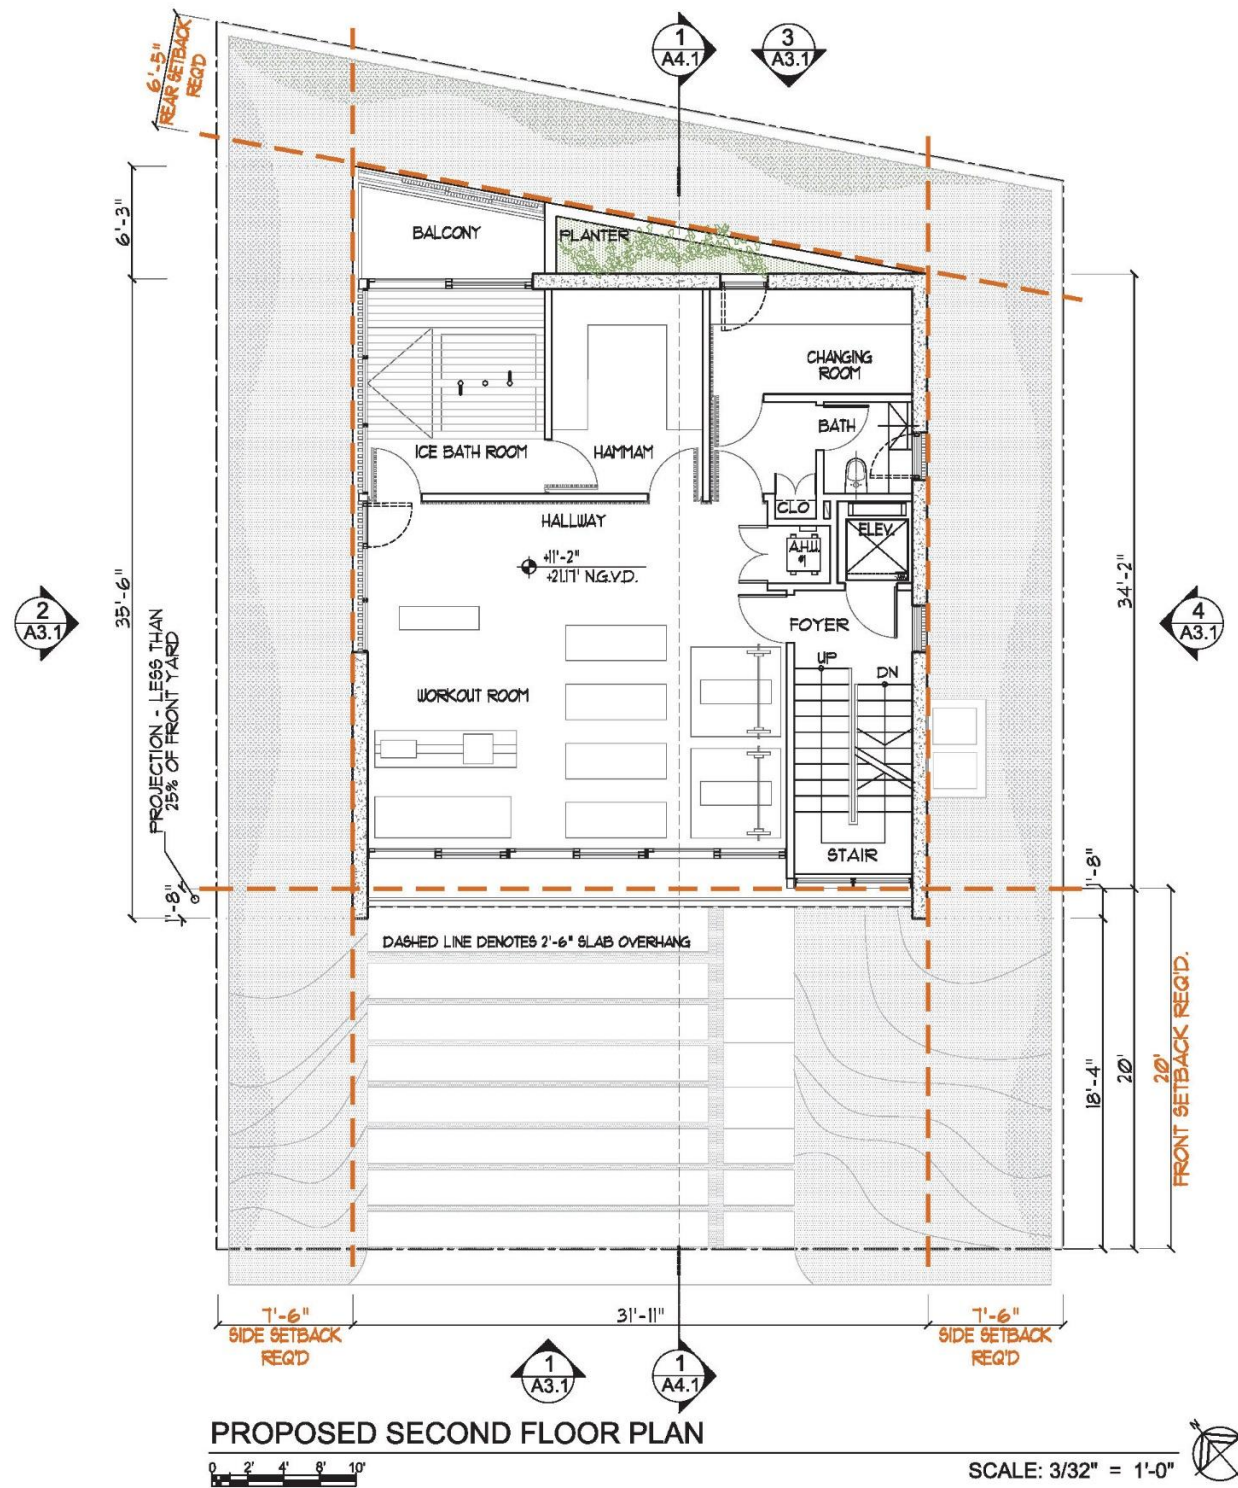 1
A4.1
3
A3.1
6'-5"
REAR SETBACK
REQ'D
6'-3"
BALCONY
PLANTER
CHANGING
ROOM
BATH
ICE BATH ROOM
HAMMAM
CLO
HALLWAY
ELEV.
A.H.U.
#1
+11'-2"
+21.17' N.G.V.D.
35'-6"
34'-2"
2
A3.1
4
A3.1
FOYER
UP
DN
WORKOUT ROOM
PROJECTION - LESS THAN
25% OF FRONT YARD
STAIR
1'-8"
1'-8"
DASHED LINE DENOTES 2'-6" SLAB OVERHANG
18'-4"
20'
20'
FRONT SETBACK REQ'D.
7'-6"
SIDE SETBACK
REQ'D
31'-11"
7'-6"
SIDE SETBACK
REQ'D
1
A3.1
1
A4.1
PROPOSED SECOND FLOOR PLAN
0 2' 4' 8' 10'
SCALE: 3/32" = 1'-0"
N